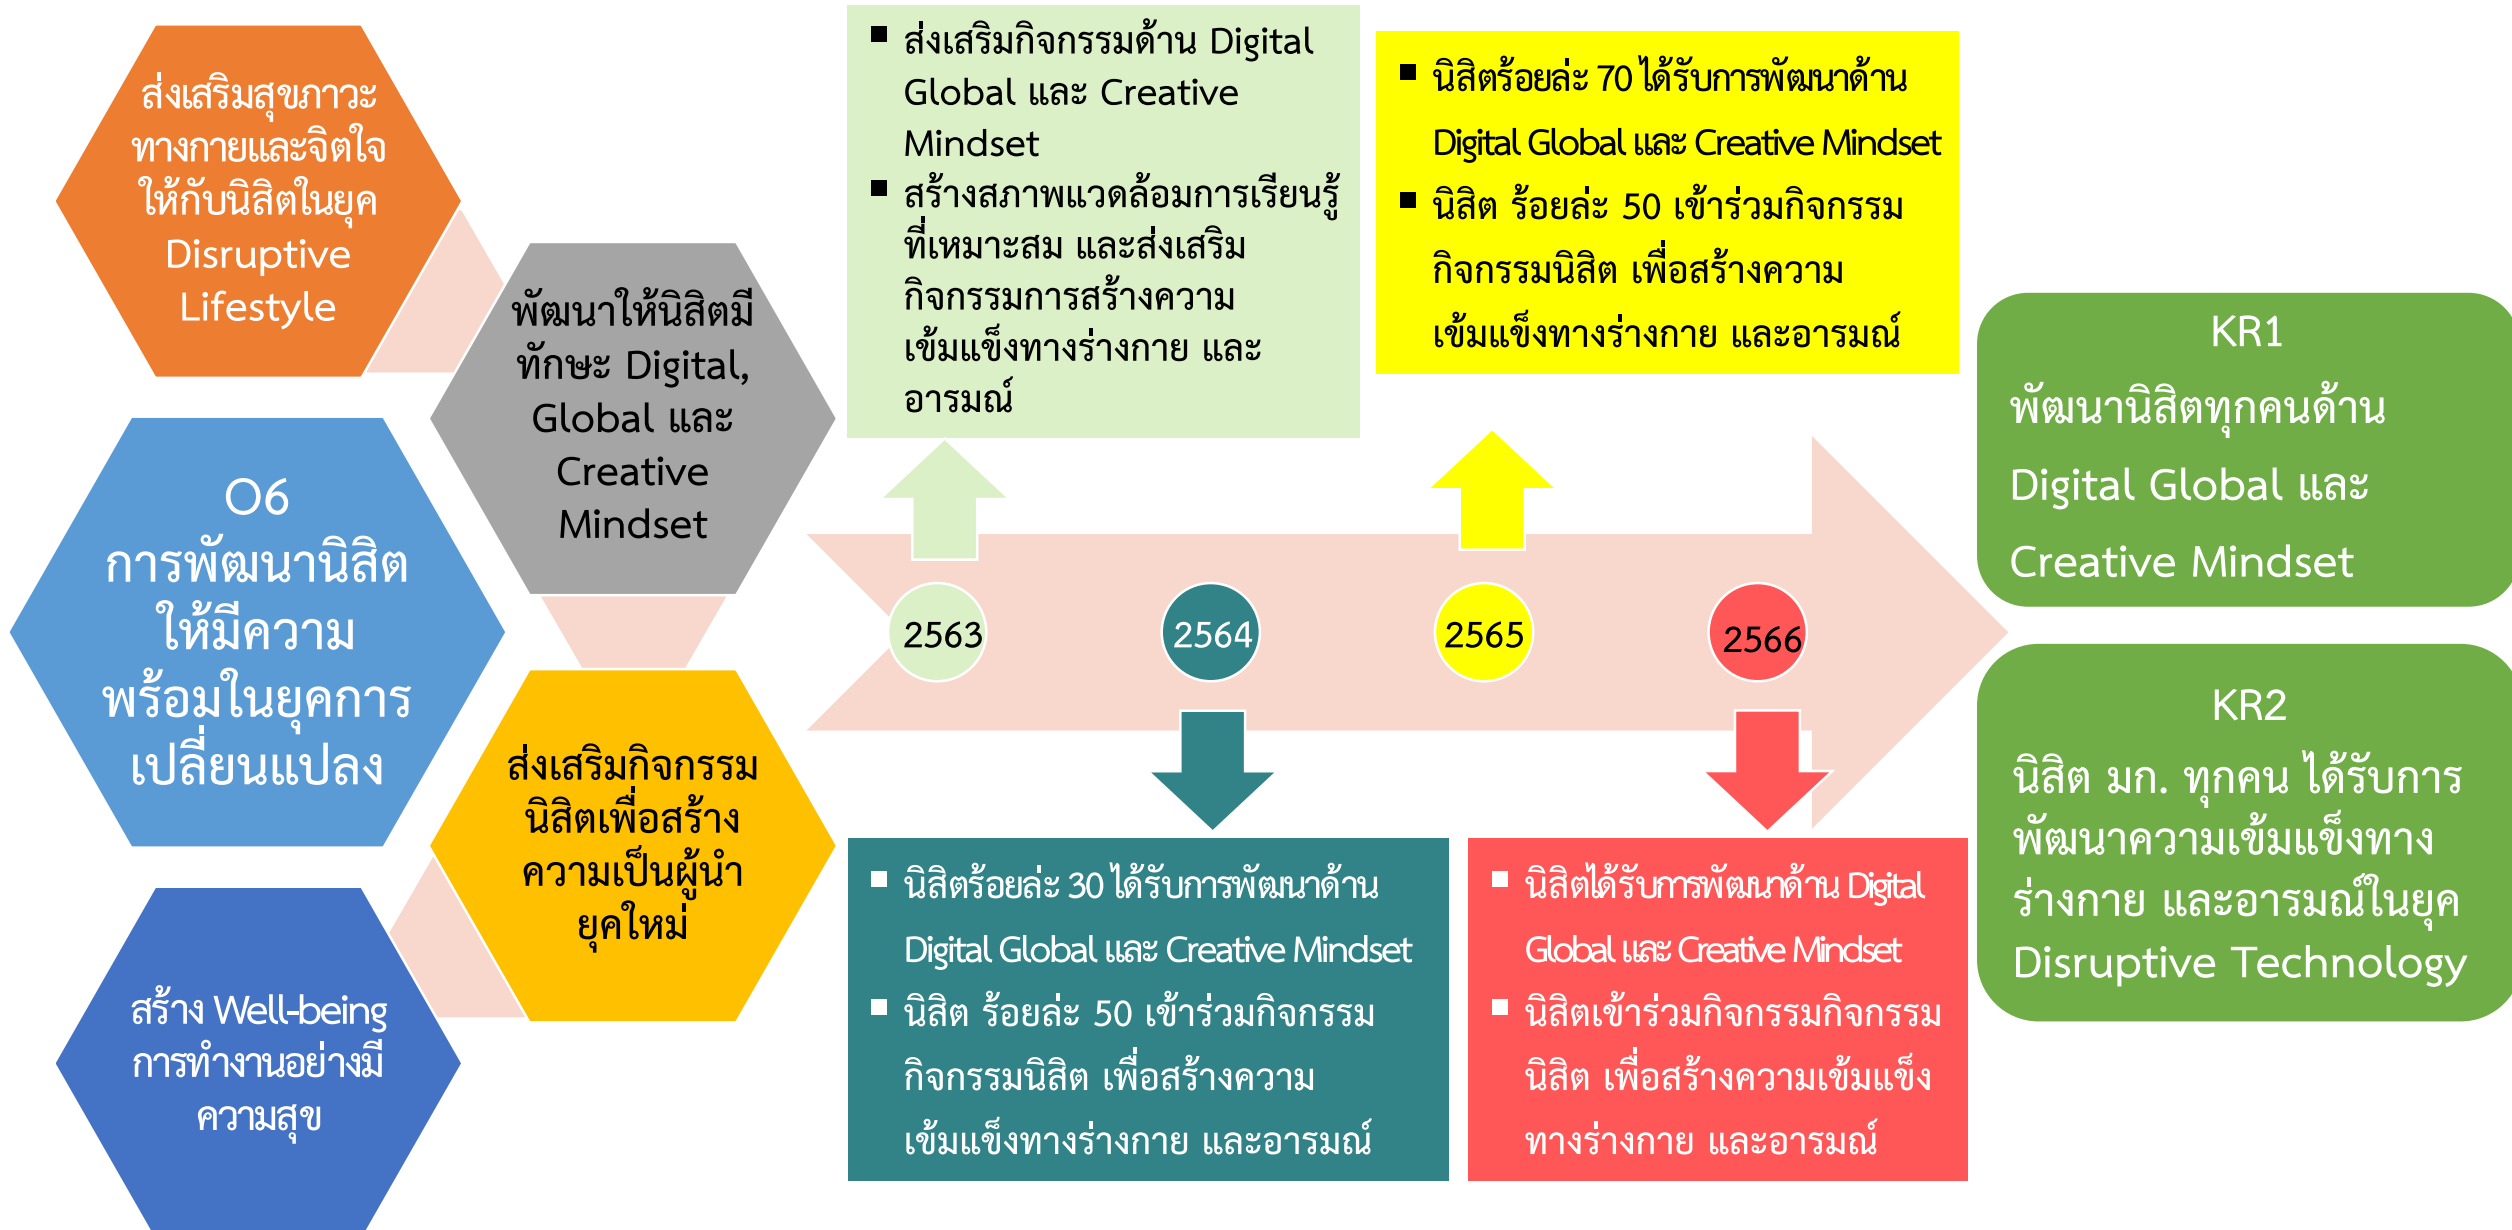 ส่งเสริมสุขภาวะ
ทางกายและจิตใจ
ให้กับนิสิตในยุค
Disruptive
Lifestyle
พัฒนาให้นิสิตมี
ทักษะ Digital,
Global และ
Creative
Mindset
O6
การพัฒนานิสิต
ให้มีความ
พร้อมในยุคการ
เปลี่ยนแปลง
ส่งเสริมกิจกรรม
นิสิตเพื่อสร้าง
ความเป็นผู้นำ
ยุคใหม่
สร้าง Well-being
การทำงานอย่างมี
ความสุข
▪ ส่งเสริมกิจกรรมด้าน Digital
Global และ Creative
Mindset
▪ สร้างสภาพแวดล้อมการเรียนรู้
ที่เหมาะสม และส่งเสริม
กิจกรรมการสร้างความ
เข้มแข็งทางร่างกาย และ
อารมณ์
▪ นิสิตร้อยล่ะ 70 ได้รับการพัฒนาด้าน
Digital Global และ Creative Mindset
▪ นิสิต ร้อยล่ะ 50 เข้าร่วมกิจกรรม
กิจกรรมนิสิต เพื่อสร้างความ
เข้มแข็งทางร่างกาย และอารมณ์
2563
2564
2565
2566
▪ นิสิตร้อยล่ะ 30 ได้รับการพัฒนาด้าน
Digital Global และ Creative Mindset
▪ นิสิต ร้อยล่ะ 50 เข้าร่วมกิจกรรม
กิจกรรมนิสิต เพื่อสร้างความ
เข้มแข็งทางร่างกาย และอารมณ์
▪ นิสิตได้รับการพัฒนาด้าน Digital
Global และ Creative Mindset
▪ นิสิตเข้าร่วมกิจกรรมกิจกรรม
นิสิต เพื่อสร้างความเข้มแข็ง
ทางร่างกาย และอารมณ์
KR1
พัฒนานิสิตทุกคนด้าน
Digital Global และ
Creative Mindset
KR2
นิสิต มก. ทุกคน ได้รับการ
พัฒนาความเข้มแข็งทาง
ร่างกาย และอารมณ์ในยุค
Disruptive Technology